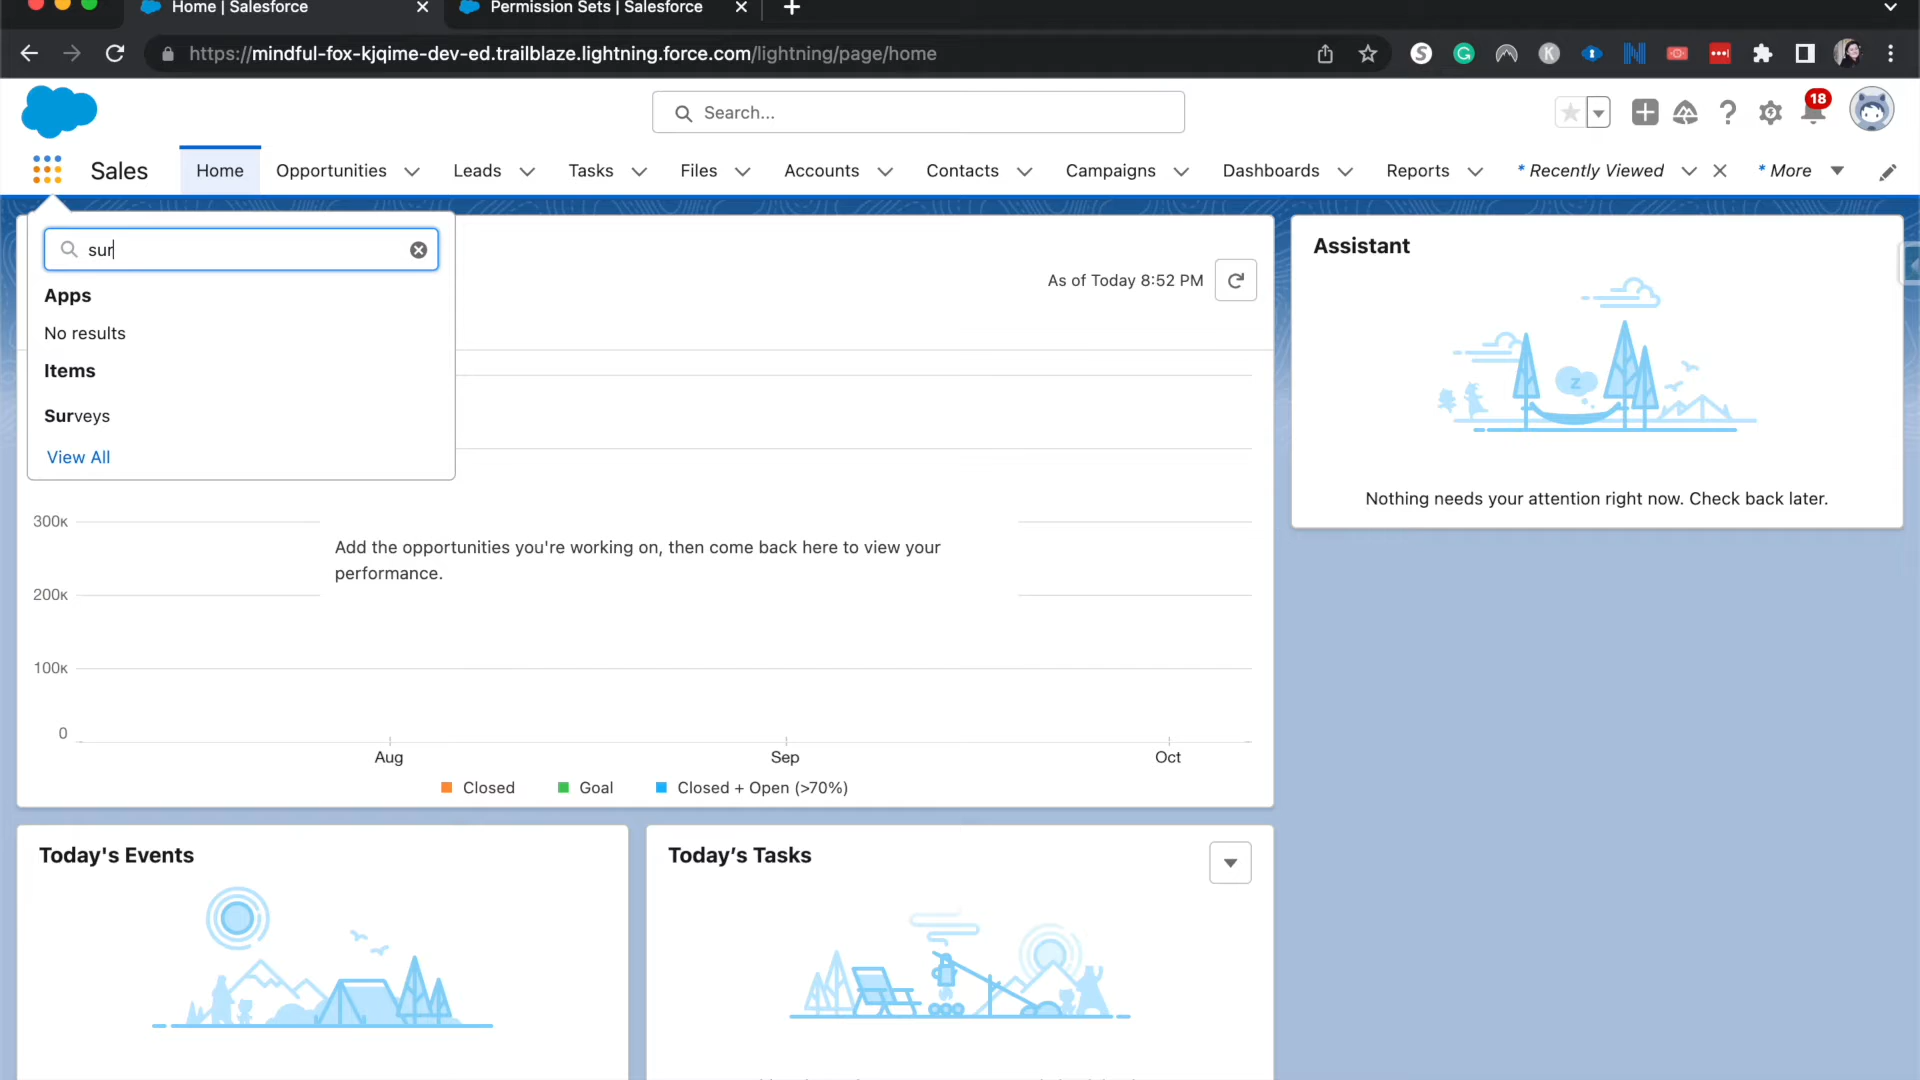 Home | Salesforce
Permission Sets | Salesforce
https://mindful-fox-kjqime-dev-ed.trailblaze.lightning.force.com/lightning/page/home
Search...
18
Sales
Home
Opportunities
Leads
Tasks
Files
Accounts
Contacts
Campaigns
Dashboards
Reports
* Recently Viewed
* More
sur
Apps
No results
Items
Surveys
View All
As of Today 8:52 PM
Assistant
Nothing needs your attention right now. Check back later.
Add the opportunities you're working on, then come back here to view your
performance.
300K
200K
100K
0
Aug
Sep
Oct
Closed
Goal
Closed + Open (>70%)
Today's Events
Today’s Tasks